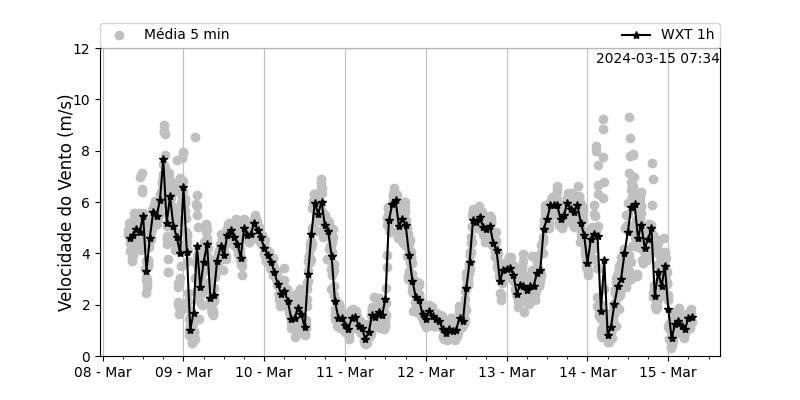 Média 5 min
WXT 1h
2024-03-15 07:34
Velocidade do Vento (m/s)
12
10
8
6
4
2
0
08 - Mar
09 - Mar
10 - Mar
11 - Mar
12 - Mar
13 - Mar
14 - Mar
15 - Mar